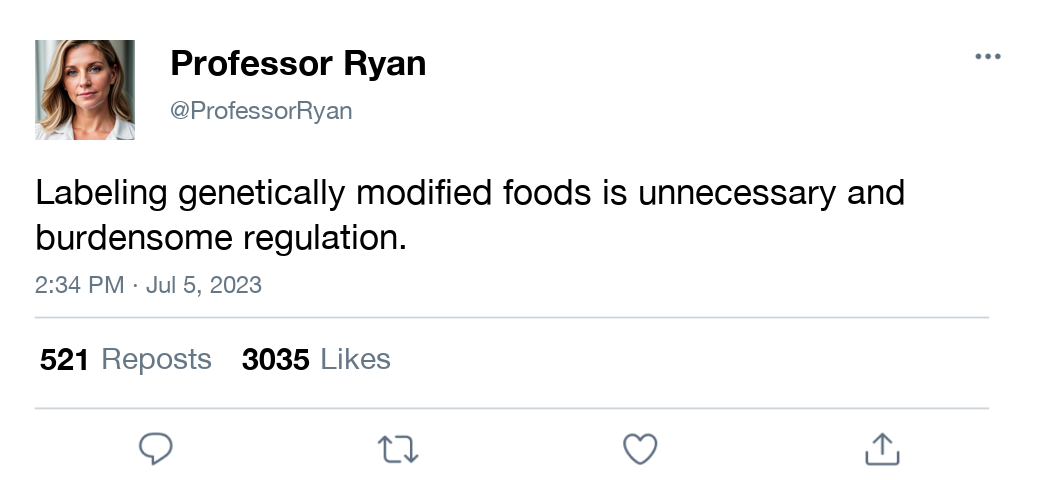 Professor Ryan
@ProfessorRyan
Labeling genetically modified foods is unnecessary and
burdensome regulation.
2:34 PM · Jul 5, 2023
521 Reposts 3035 Likes